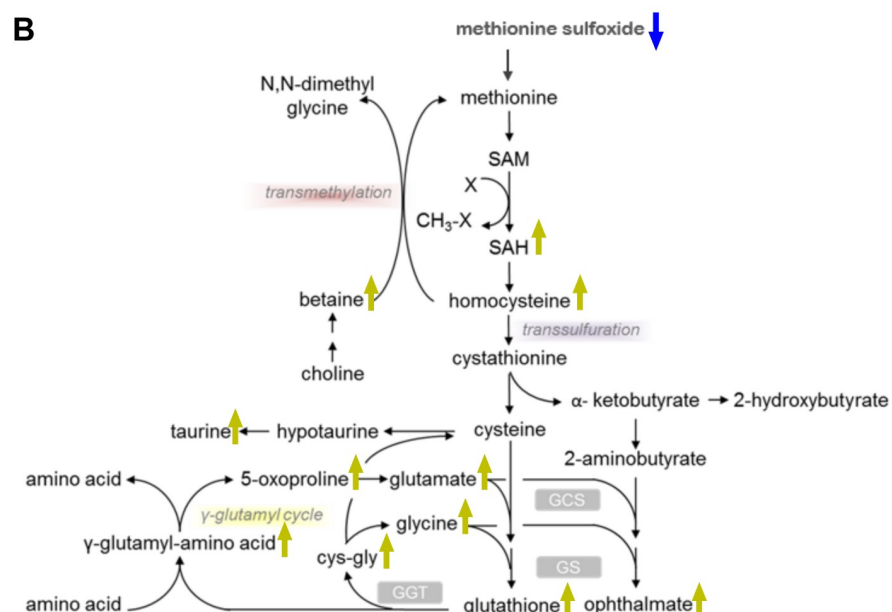 B
methionine sulfoxide
N,N-dimethyl
glycine
methionine
SAM
transmethylation
X
CH₃-X
SAH
betaine
homocysteine
transsulfuration
cystathionine
choline
α- ketobutyrate
2-hydroxybutyrate
taurine
hypotaurine
cysteine
2-aminobutyrate
amino acid
5-oxoproline
glutamate
GCS
γ-glutamyl cycle
glycine
γ-glutamyl-amino acid
cys-gly
GS
GGT
amino acid
glutathione
ophthalmate